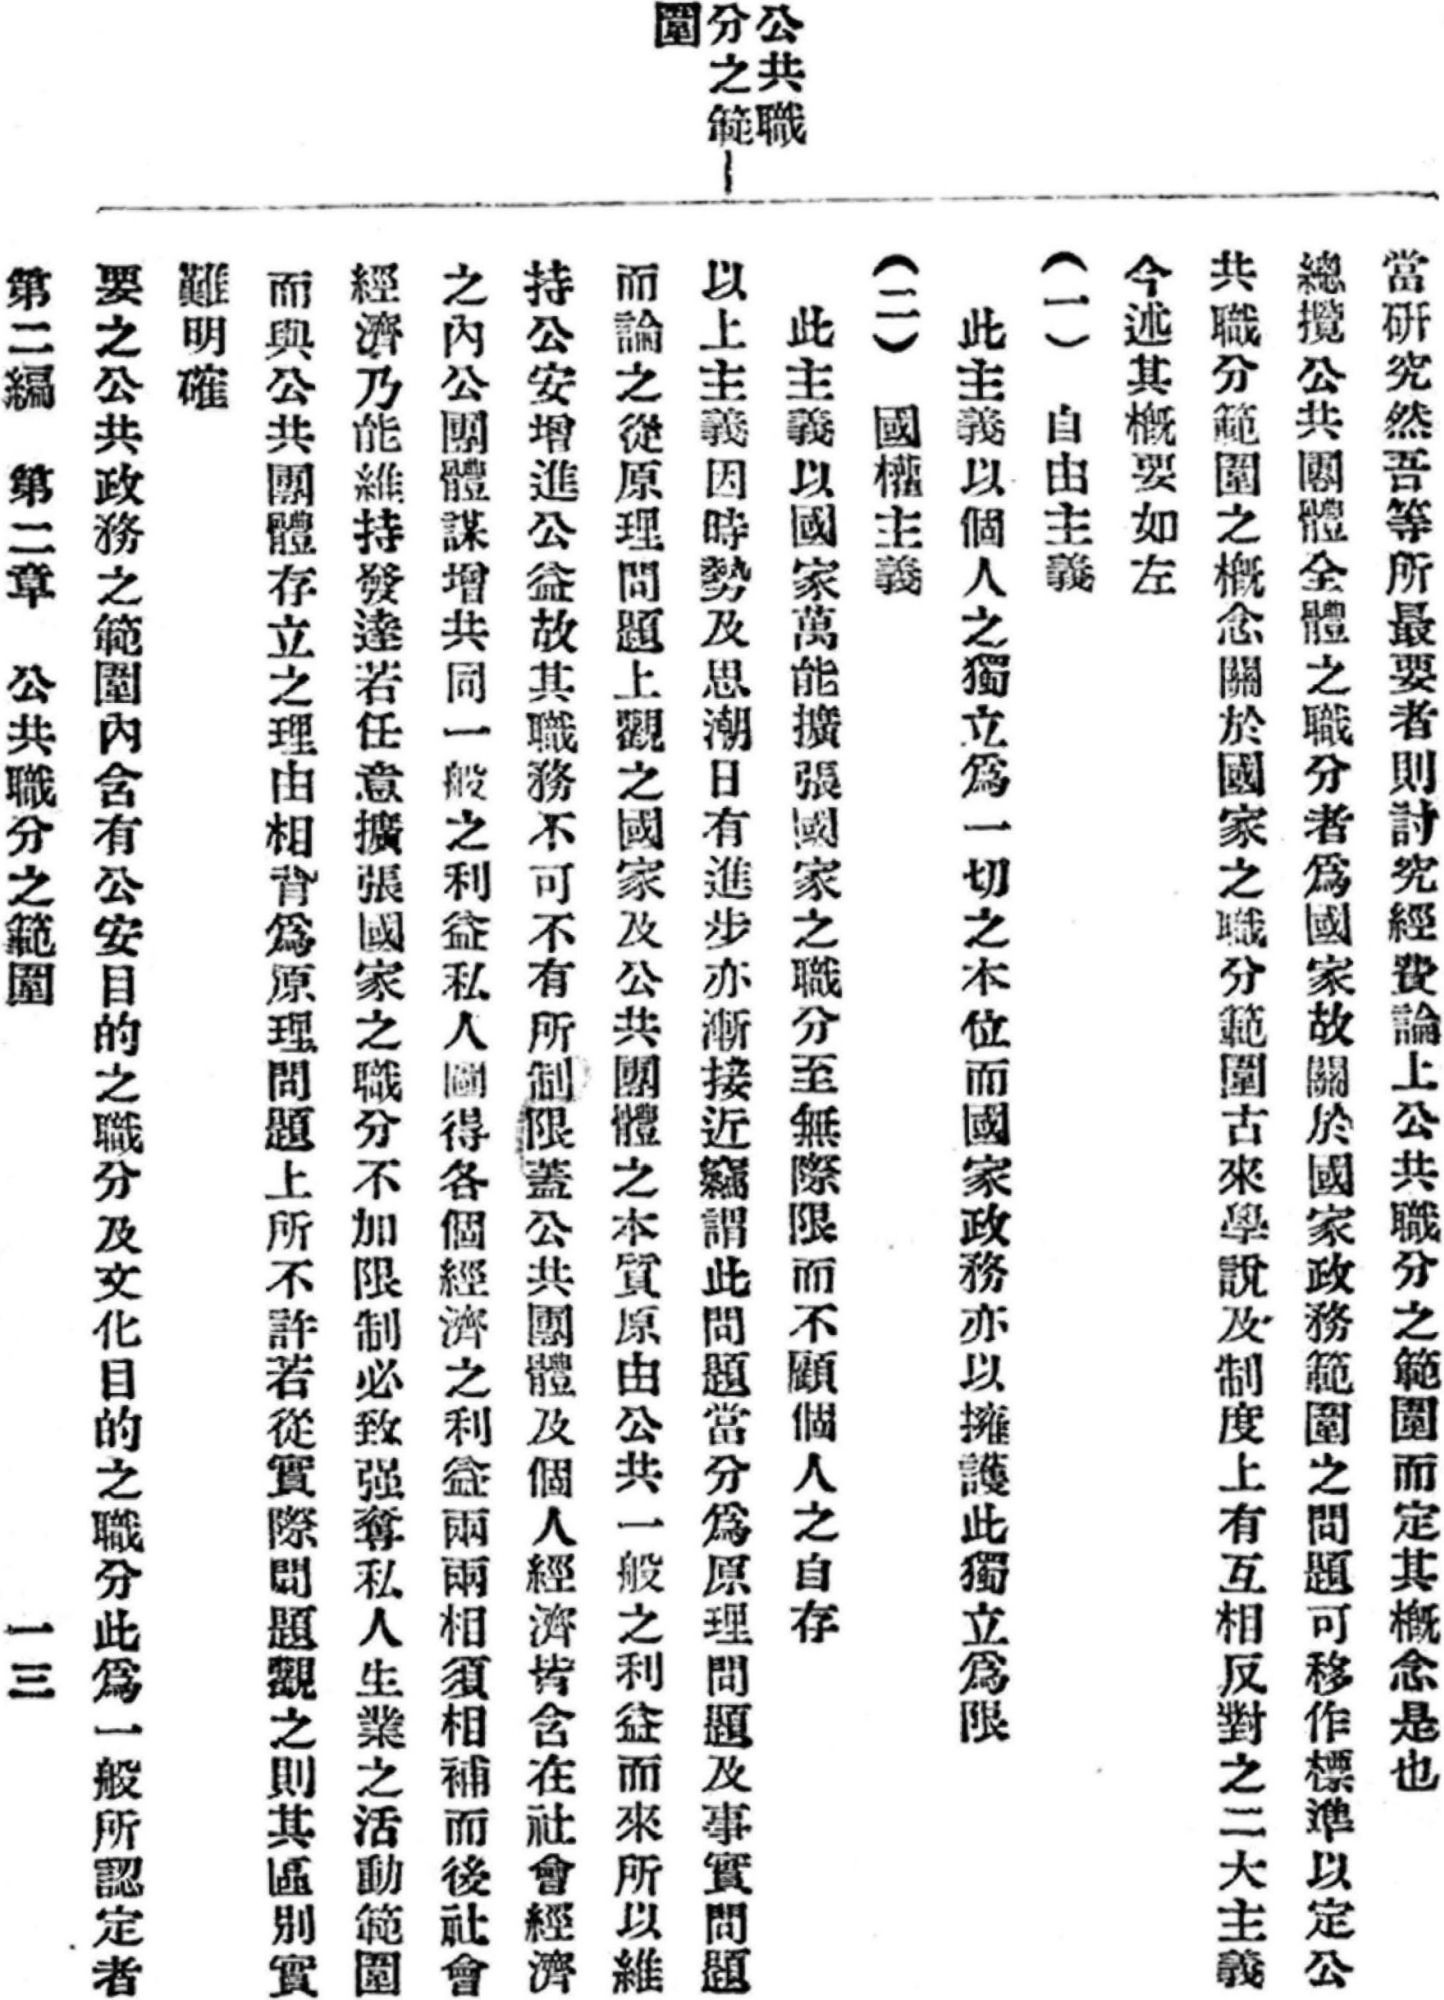 公共職
分之範
圍
當研究然吾等所最要者則討究經費論上公共職分之範圍而定其槪念是也
總攬公共團體全體之職分者爲國家故關於國家政務範圍之問題可移作標準以定公
共職分範圍之槪念關於國家之職分範圍古來學說及制度上有互相反對之二大主義
今述其槪要如左
（一）　自由主義
此主義以個人之獨立爲一切之本位而國家政務亦以擁護此獨立爲限
（二）　國權主義
此主義以國家萬能擴張國家之職分至無際限而不顧個人之自存
以上主義因時勢及思潮日有進步亦漸接近竊謂此問題當分爲原理問題及事實問題
而論之從原理問題上觀之國家及公共團體之本質原由公共一般之利益而來所以維
持公安增進公益故其職務不可不有所制限蓋公共團體及個人經濟皆含在社會經濟
之內公團體謀增共同一般之利益私人圖得各個經濟之利益兩兩相須相補而後社會
經濟乃能維持發達若任意擴張國家之職分不加限制必致强奪私人生業之活動範圍
而與公共團體存立之理由相背爲原理問題上所不許若從實際問題觀之則其區別實
難明確
要之公共政務之範圍內含有公安目的之職分及文化目的之職分此爲一般所認定者
第二編　第二章　公共職分之範圍　一三